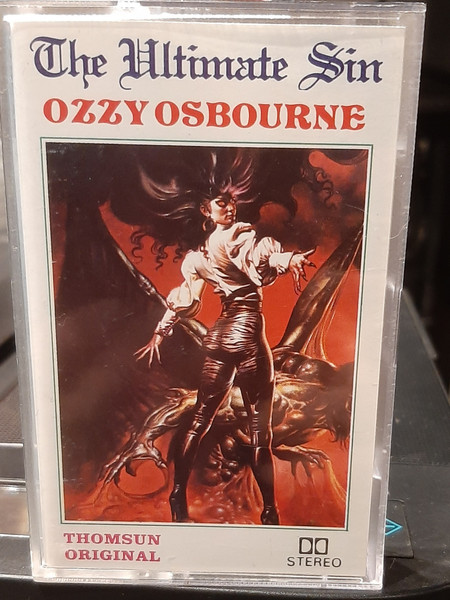 The Ultimate Sin
OZZY OSBOURNE
THOMSUN
ORIGINAL
STEREO